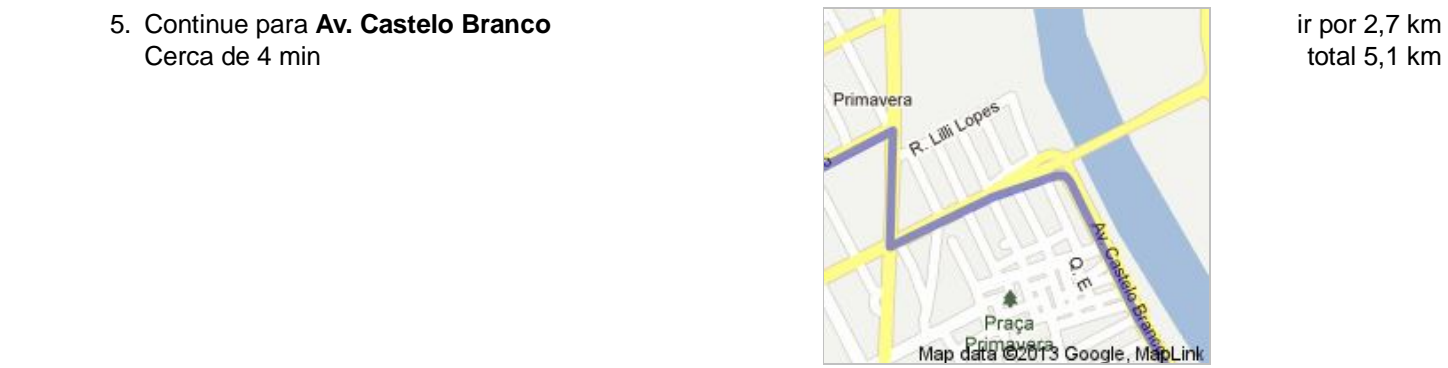 5. Continue para Av. Castelo Branco
Cerca de 4 min
ir por 2,7 km
total 5,1 km
Primavera
R. Lilli Lopes
Av. Castelo Branco
Q. E
Praça
Primavera
Map data ©2013 Google, MapLink